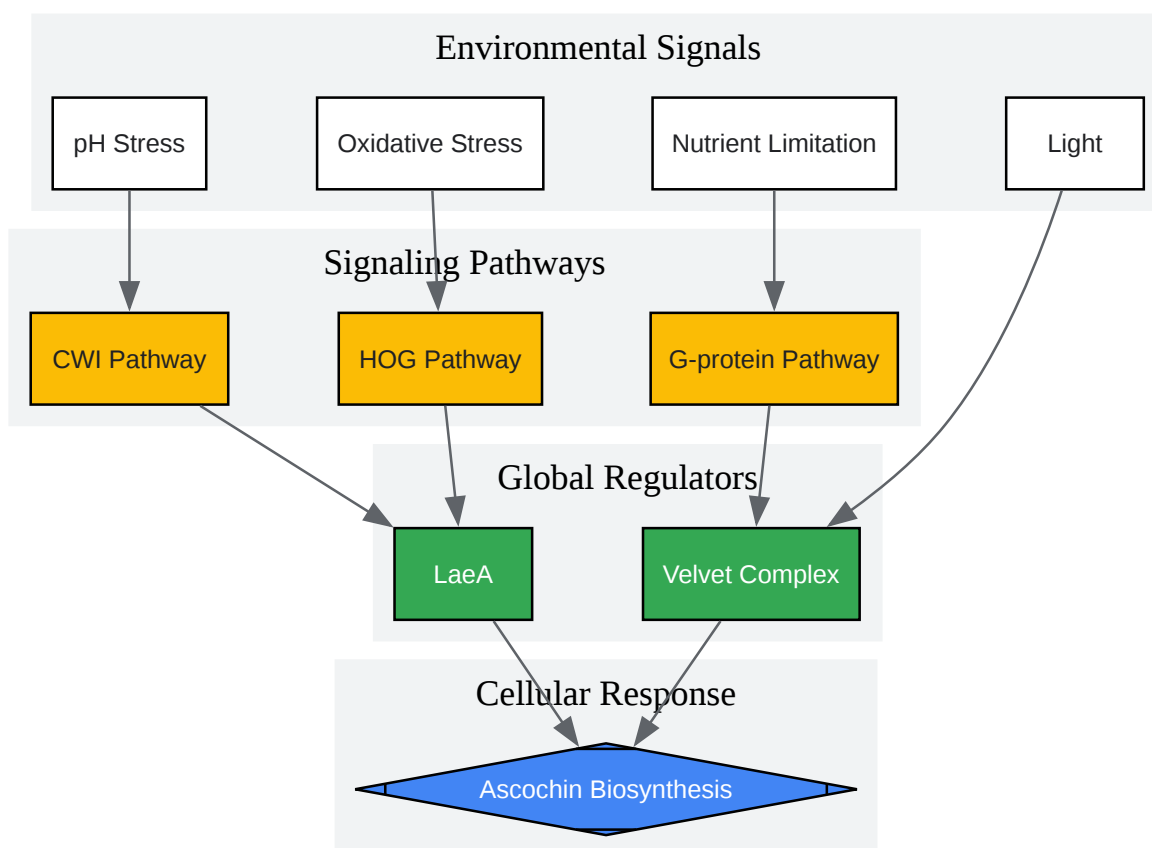 Environmental Signals
pH Stress
Oxidative Stress
Nutrient Limitation
Light
Signaling Pathways
CWI Pathway
HOG Pathway
G-protein Pathway
Global Regulators
LaeA
Velvet Complex
Cellular Response
Ascochin Biosynthesis